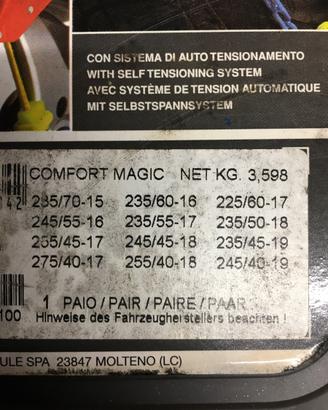 CON SISTEMA DI AUTO TENSIONAMENTO
WITH SELF TENSIONING SYSTEM
AVEC SYSTÈME DE TENSION AUTOMATIQUE
MIT SELBSTSPANNSYSTEM
COMFORT MAGIC NET KG. 3,598
235/70-15 235/60-16 225/60-17
245/55-16 235/55-17 235/50-18
255/45-17 245/45-18 235/45-19
275/40-17 255/40-18 245/40-19
1 PAIO / PAIR / PAIRE / PAAR
100 Hinweise des Fahrzeugherstellers beachten !
ULE SPA 23847 MOLTENO (LC)